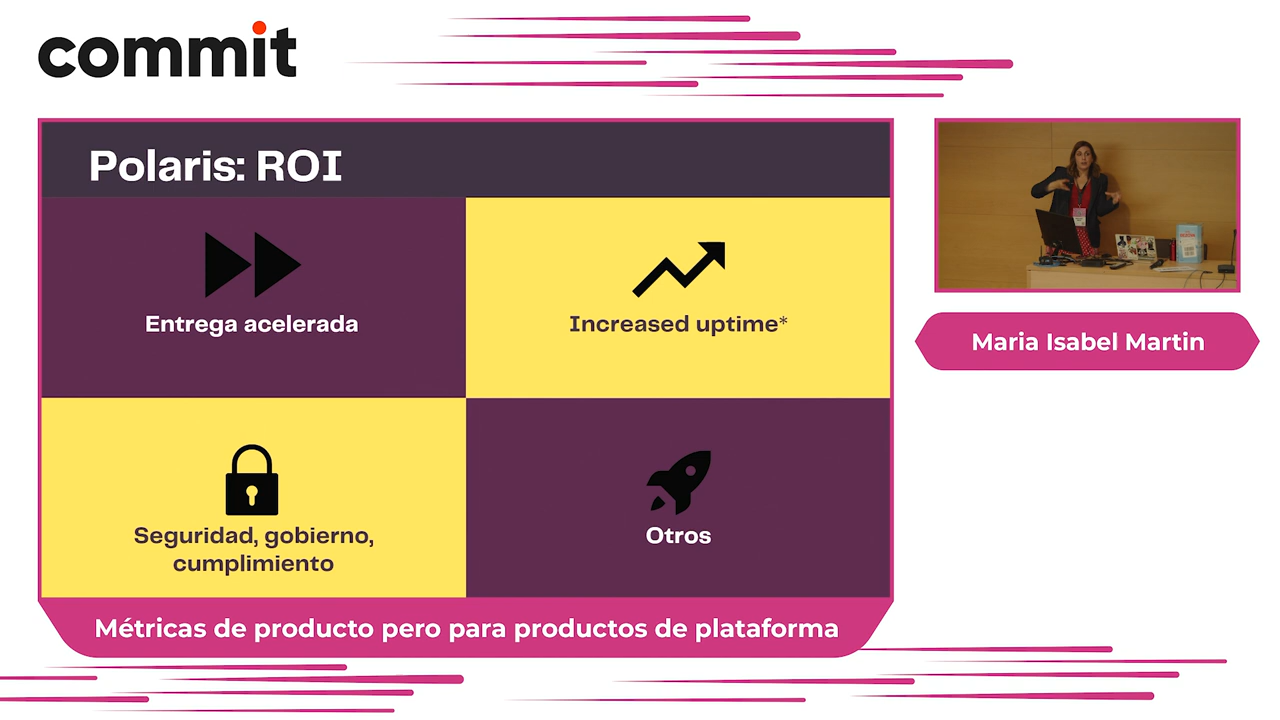 commit
Polaris: ROI
Entrega acelerada
Increased uptime*
Seguridad, gobierno,
cumplimiento
Otros
Maria Isabel Martin
Métricas de producto pero para productos de plataforma